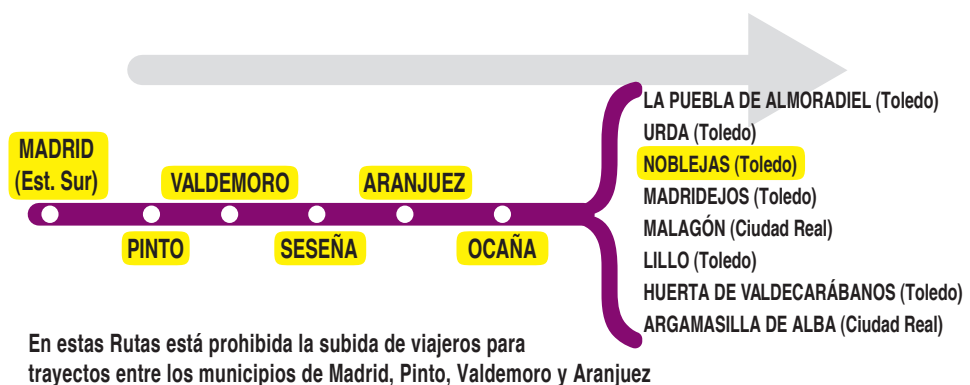 MADRID
(Est. Sur)
PINTO
VALDEMORO
SESEÑA
ARANJUEZ
OCAÑA
LA PUEBLA DE ALMORADIEL (Toledo)
URDA (Toledo)
NOBLEJAS (Toledo)
MADRIDEJOS (Toledo)
MALAGÓN (Ciudad Real)
LILLO (Toledo)
HUERTA DE VALDECARÁBANOS (Toledo)
ARGAMASILLA DE ALBA (Ciudad Real)
En estas Rutas está prohibida la subida de viajeros para
trayectos entre los municipios de Madrid, Pinto, Valdemoro y Aranjuez